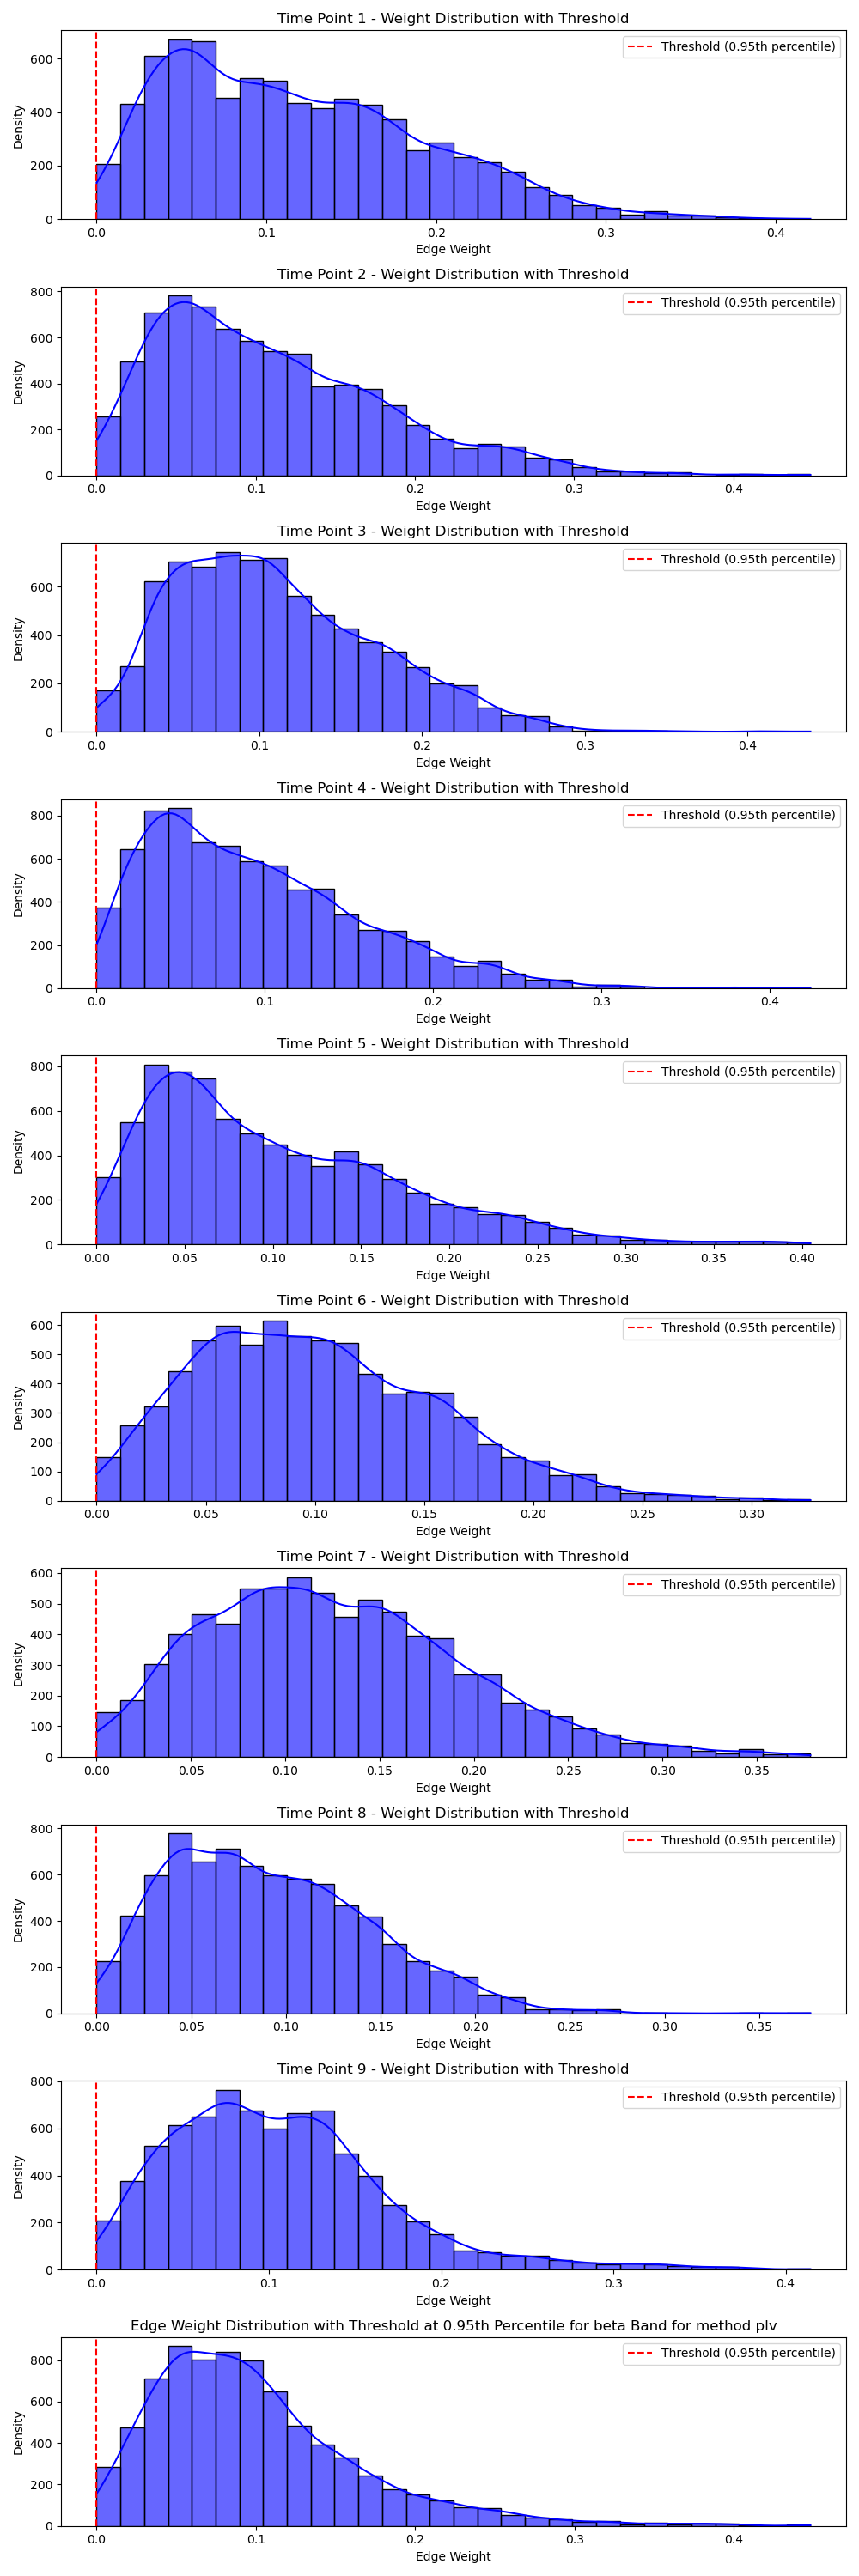 Time Point 1 - Weight Distribution with Threshold
Threshold (0.95th percentile)
Density
600
400
200
0
0.0 0.1 0.2 0.3 0.4
Edge Weight
Time Point 2 - Weight Distribution with Threshold
Threshold (0.95th percentile)
Density
800
600
400
200
0
0.0 0.1 0.2 0.3 0.4
Edge Weight
Time Point 3 - Weight Distribution with Threshold
Threshold (0.95th percentile)
Density
600
400
200
0
0.0 0.1 0.2 0.3 0.4
Edge Weight
Time Point 4 - Weight Distribution with Threshold
Threshold (0.95th percentile)
Density
800
600
400
200
0
0.0 0.1 0.2 0.3 0.4
Edge Weight
Time Point 5 - Weight Distribution with Threshold
Threshold (0.95th percentile)
Density
800
600
400
200
0
0.00 0.05 0.10 0.15 0.20 0.25 0.30 0.35 0.40
Edge Weight
Time Point 6 - Weight Distribution with Threshold
Threshold (0.95th percentile)
Density
600
500
400
300
200
100
0
0.00 0.05 0.10 0.15 0.20 0.25 0.30
Edge Weight
Time Point 7 - Weight Distribution with Threshold
Threshold (0.95th percentile)
Density
600
500
400
300
200
100
0
0.00 0.05 0.10 0.15 0.20 0.25 0.30 0.35
Edge Weight
Time Point 8 - Weight Distribution with Threshold
Threshold (0.95th percentile)
Density
800
600
400
200
0
0.00 0.05 0.10 0.15 0.20 0.25 0.30 0.35
Edge Weight
Time Point 9 - Weight Distribution with Threshold
Threshold (0.95th percentile)
Density
800
600
400
200
0
0.0 0.1 0.2 0.3 0.4
Edge Weight
Edge Weight Distribution with Threshold at 0.95th Percentile for beta Band for method plv
Threshold (0.95th percentile)
Density
800
600
400
200
0
0.0 0.1 0.2 0.3 0.4
Edge Weight